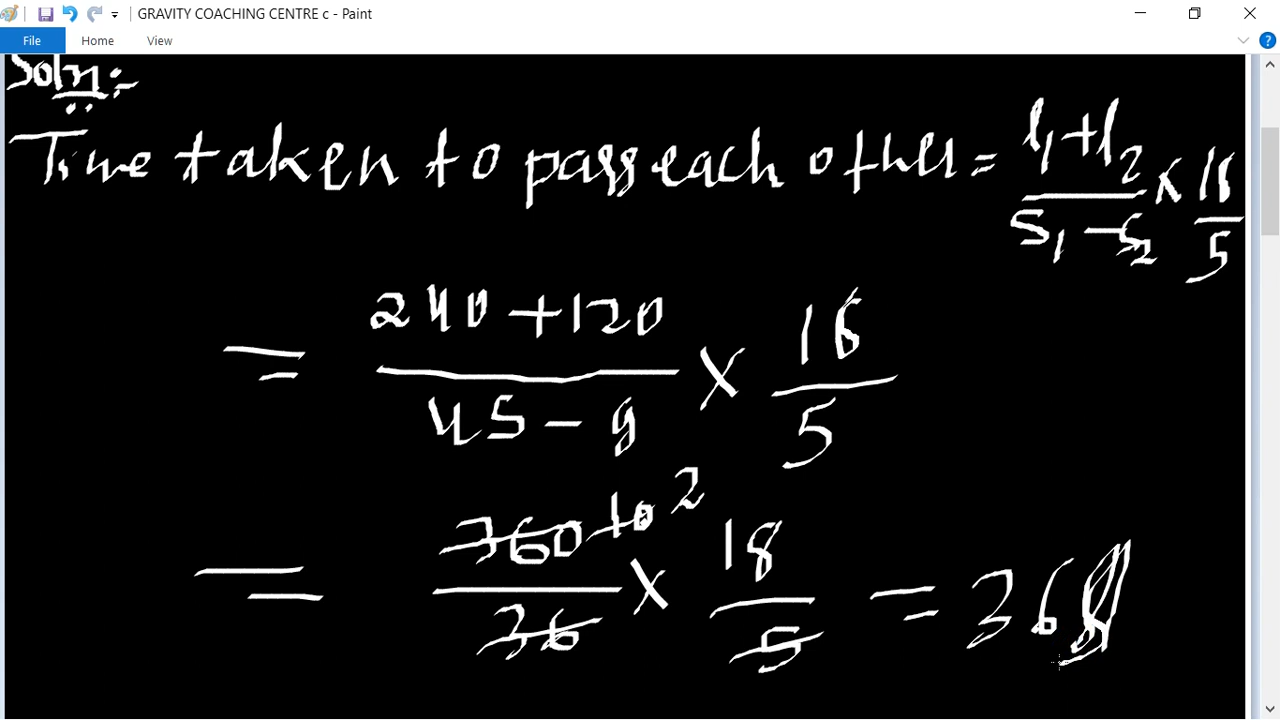 GRAVITY COACHING CENTRE c - Paint
File Home View
Soln:-
Time taken to pass each other = l₁+l₂/S₁-S₂ × 18/5
= 240+120/45-9 × 18/5
= 360 10 2/36 × 18/5 = 36